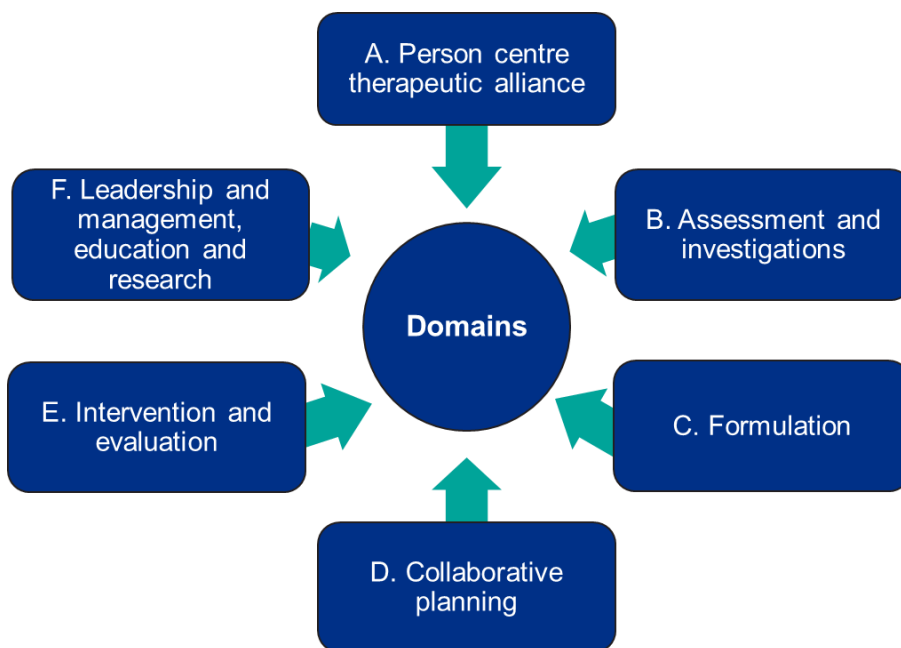 A. Person centre
therapeutic alliance
B. Assessment and
investigations
C. Formulation
D. Collaborative
planning
E. Intervention and
evaluation
F. Leadership and
management,
education and
research
Domains